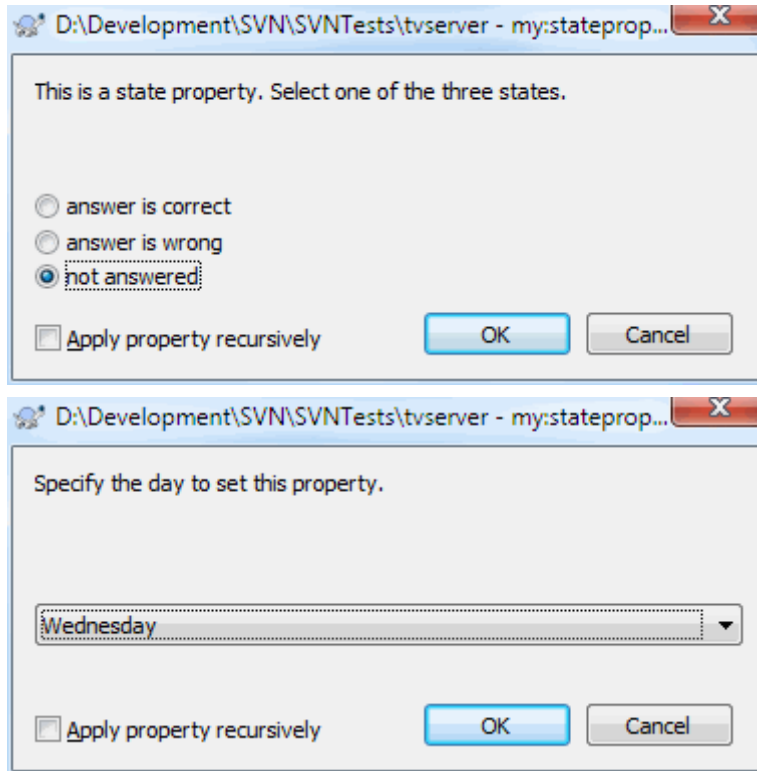 D:\Development\SVN\SVNTests\tvserver - my:stateprop...
This is a state property. Select one of the three states.
answer is correct
answer is wrong
not answered
Apply property recursively
OK
Cancel
D:\Development\SVN\SVNTests\tvserver - my:stateprop...
Specify the day to set this property.
Wednesday
Apply property recursively
OK
Cancel